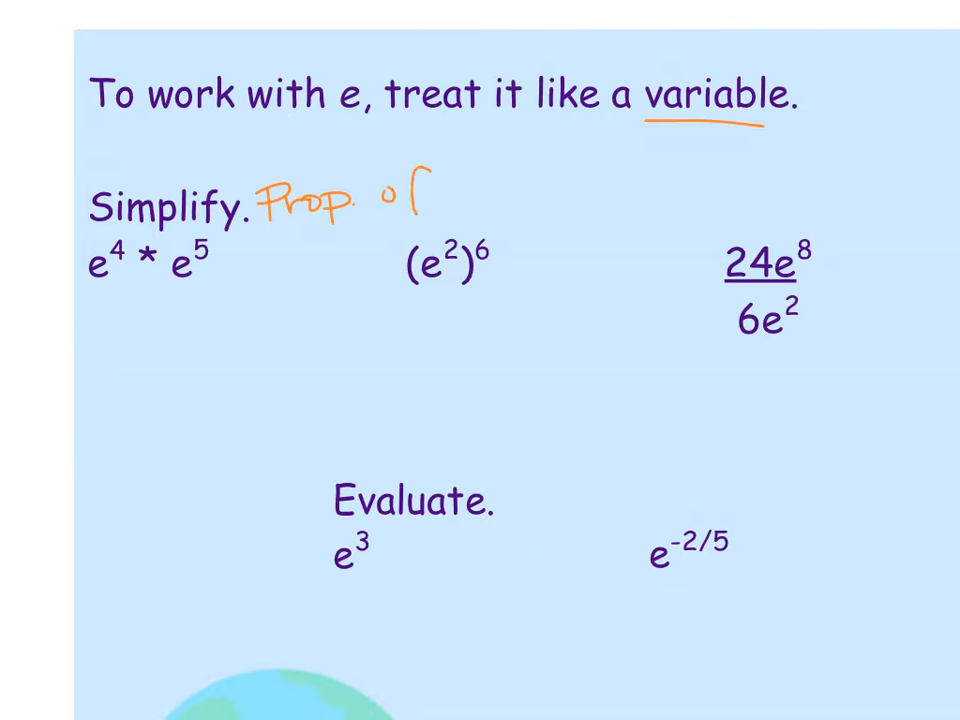 To work with e, treat it like a variable.
Simplify. Prop. of
e⁴ * e⁵ (e²)⁶ 24e⁸
6e²
Evaluate.
e³ e⁻²/⁵